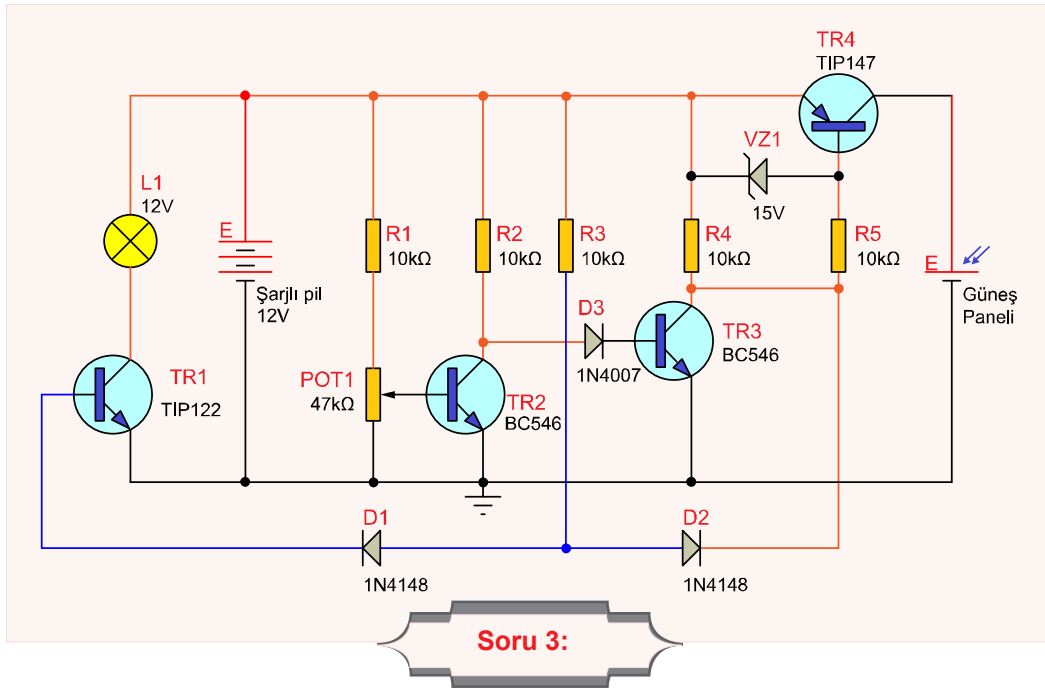 TR4
TIP147
VZ1
15V
L1
12V
E
Şarjlı pil
12V
R1
10kΩ
R2
10kΩ
R3
10kΩ
R4
10kΩ
R5
10kΩ
E
Güneş
Paneli
D3
1N4007
TR3
BC546
TR1
TIP122
POT1
47kΩ
TR2
BC546
D1
1N4148
D2
1N4148
Soru 3: